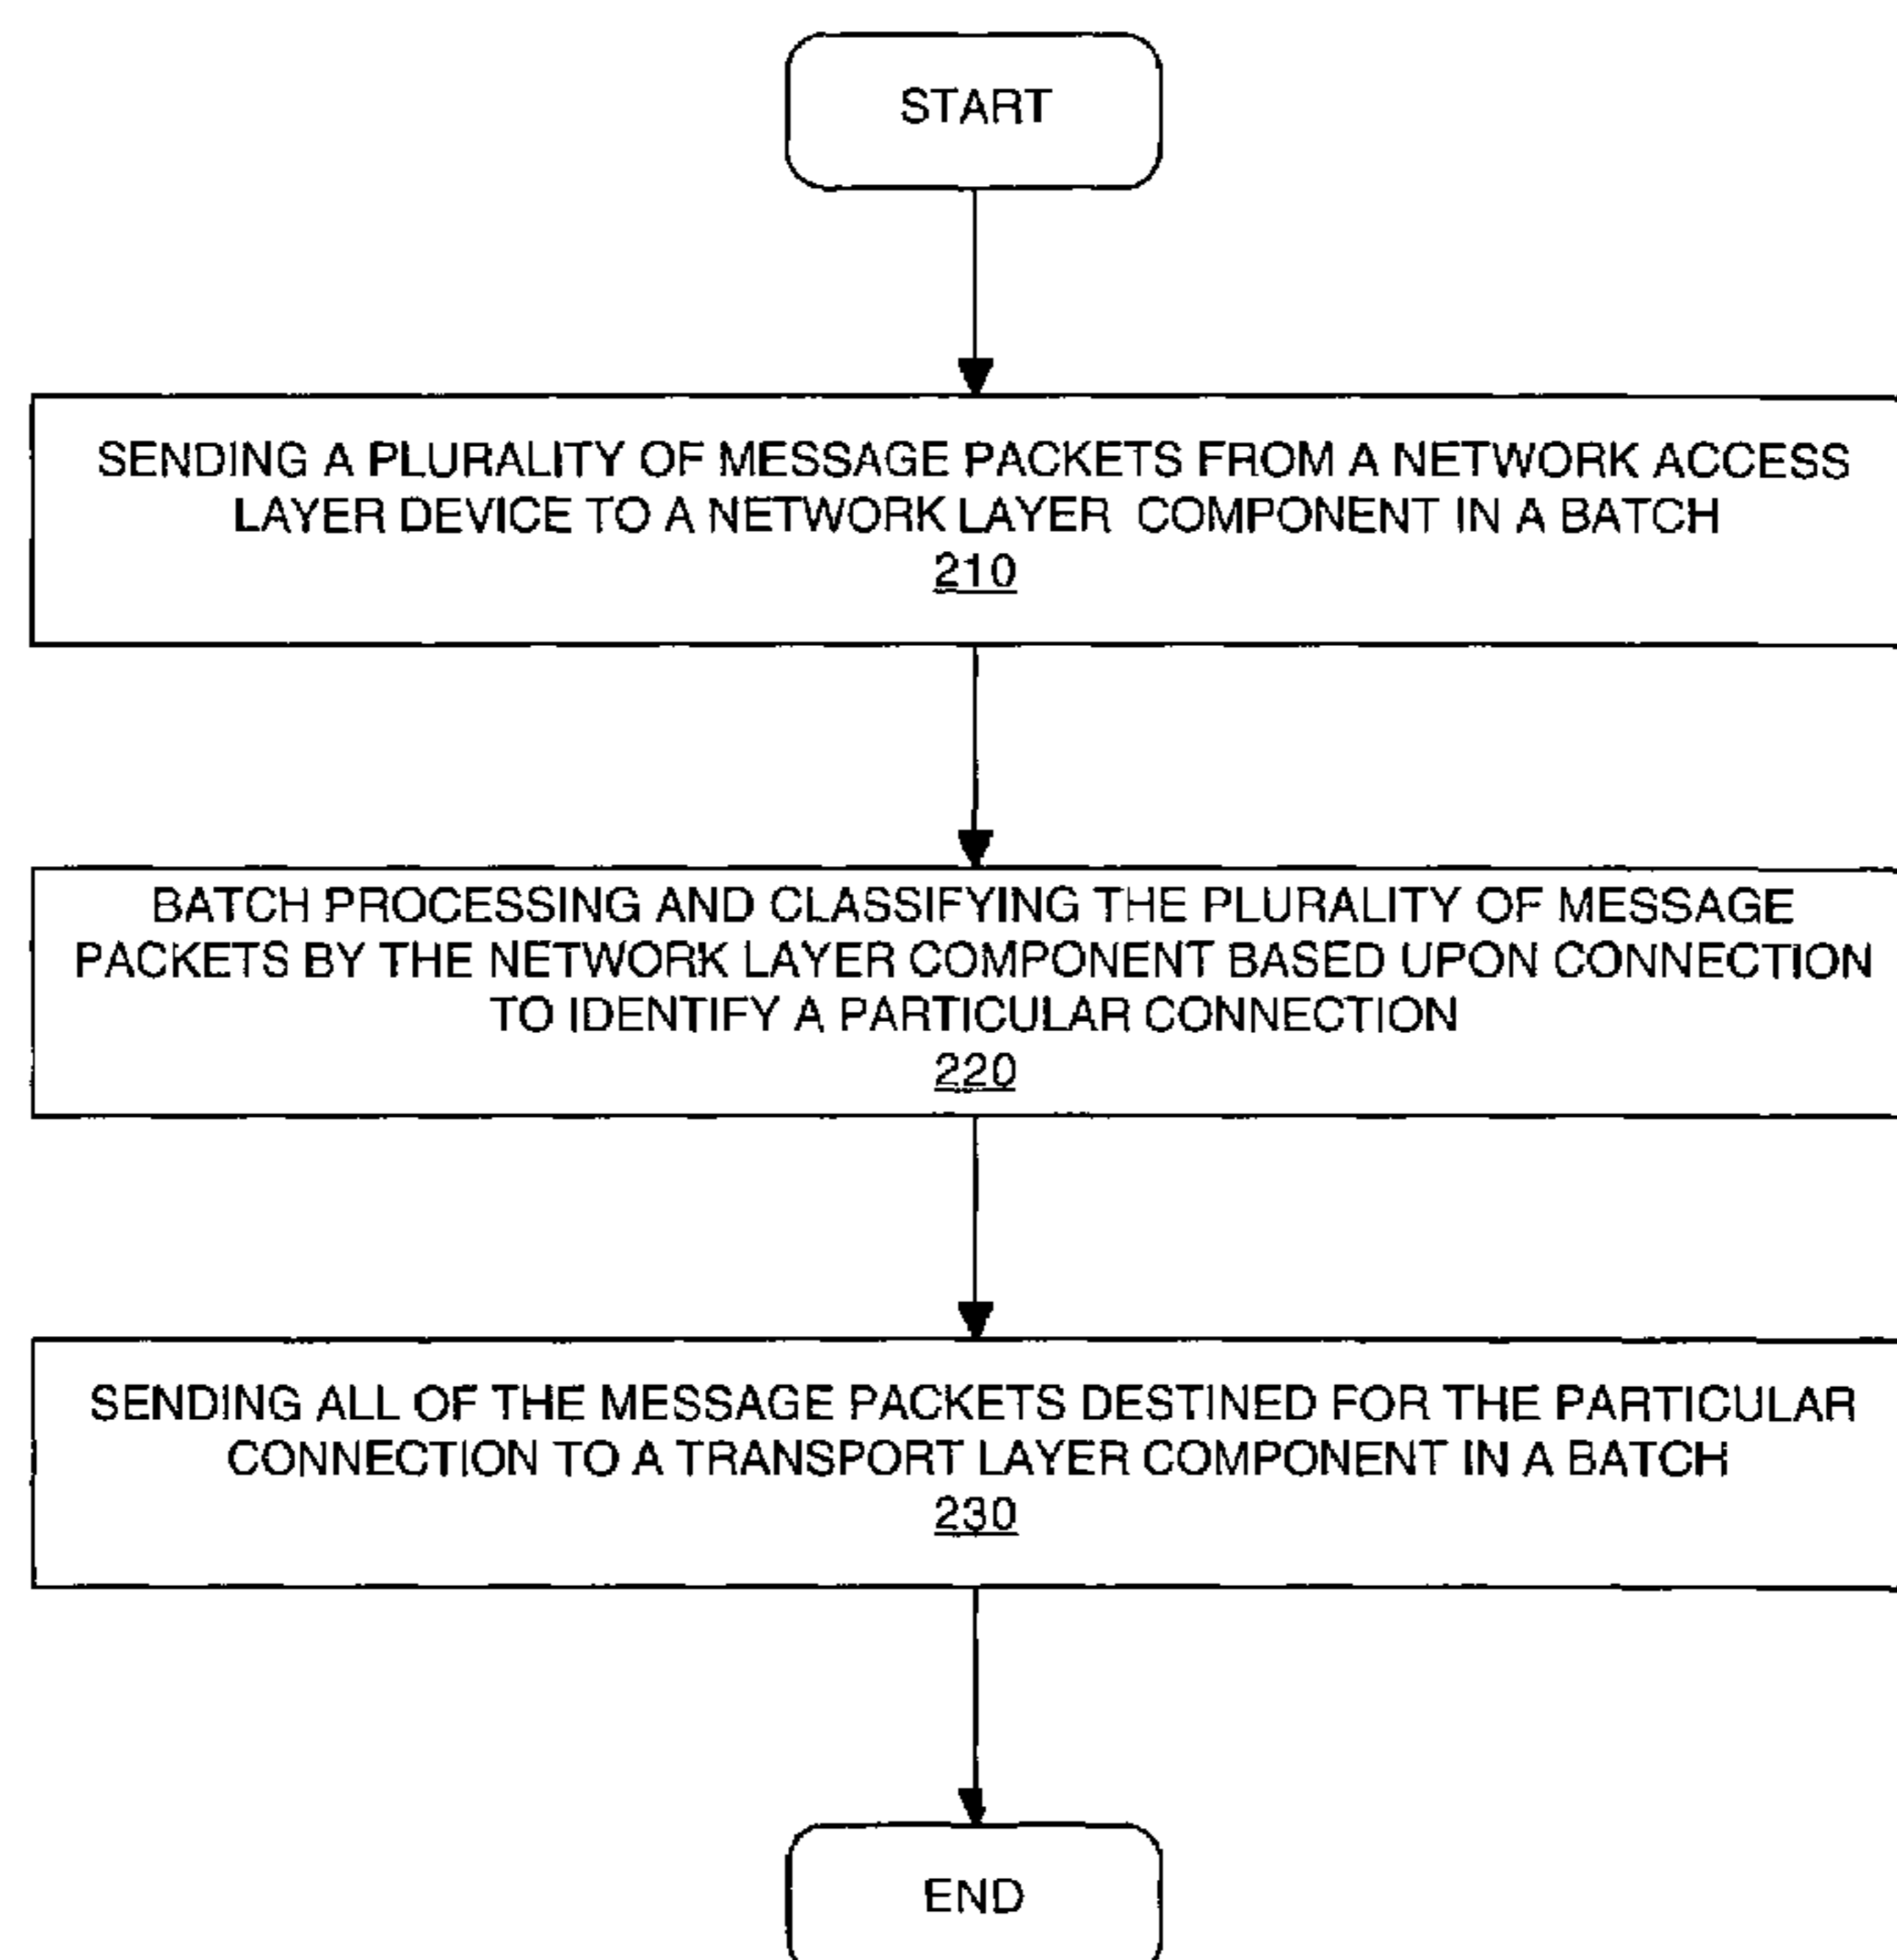 START
SENDING A PLURALITY OF MESSAGE PACKETS FROM A NETWORK ACCESS
LAYER DEVICE TO A NETWORK LAYER COMPONENT IN A BATCH
210
BATCH PROCESSING AND CLASSIFYING THE PLURALITY OF MESSAGE
PACKETS BY THE NETWORK LAYER COMPONENT BASED UPON CONNECTION
TO IDENTIFY A PARTICULAR CONNECTION
220
SENDING ALL OF THE MESSAGE PACKETS DESTINED FOR THE PARTICULAR
CONNECTION TO A TRANSPORT LAYER COMPONENT IN A BATCH
230
END